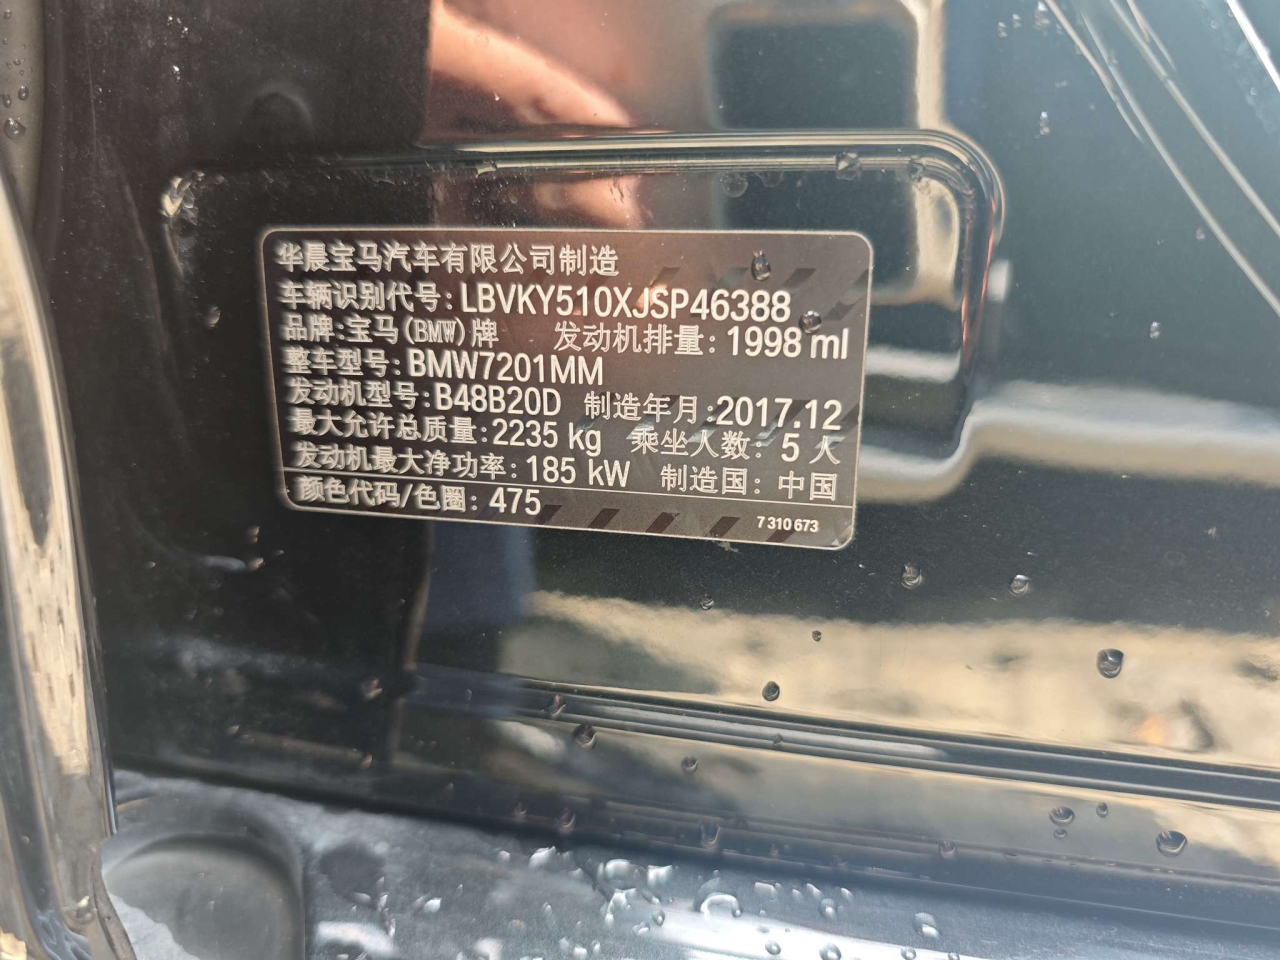 华晨宝马汽车有限公司制造
车辆识别代号:LBVKY510XJSP46388
品牌:宝马(BMW)牌 发动机排量:1998 ml
整车型号:BMW7201MM
发动机型号:B48B20D 制造年月:2017.12
最大允许总质量:2235 kg 乘坐人数:5人
发动机最大净功率:185 kW 制造国:中国
颜色代码/色圈:475
7 310 673